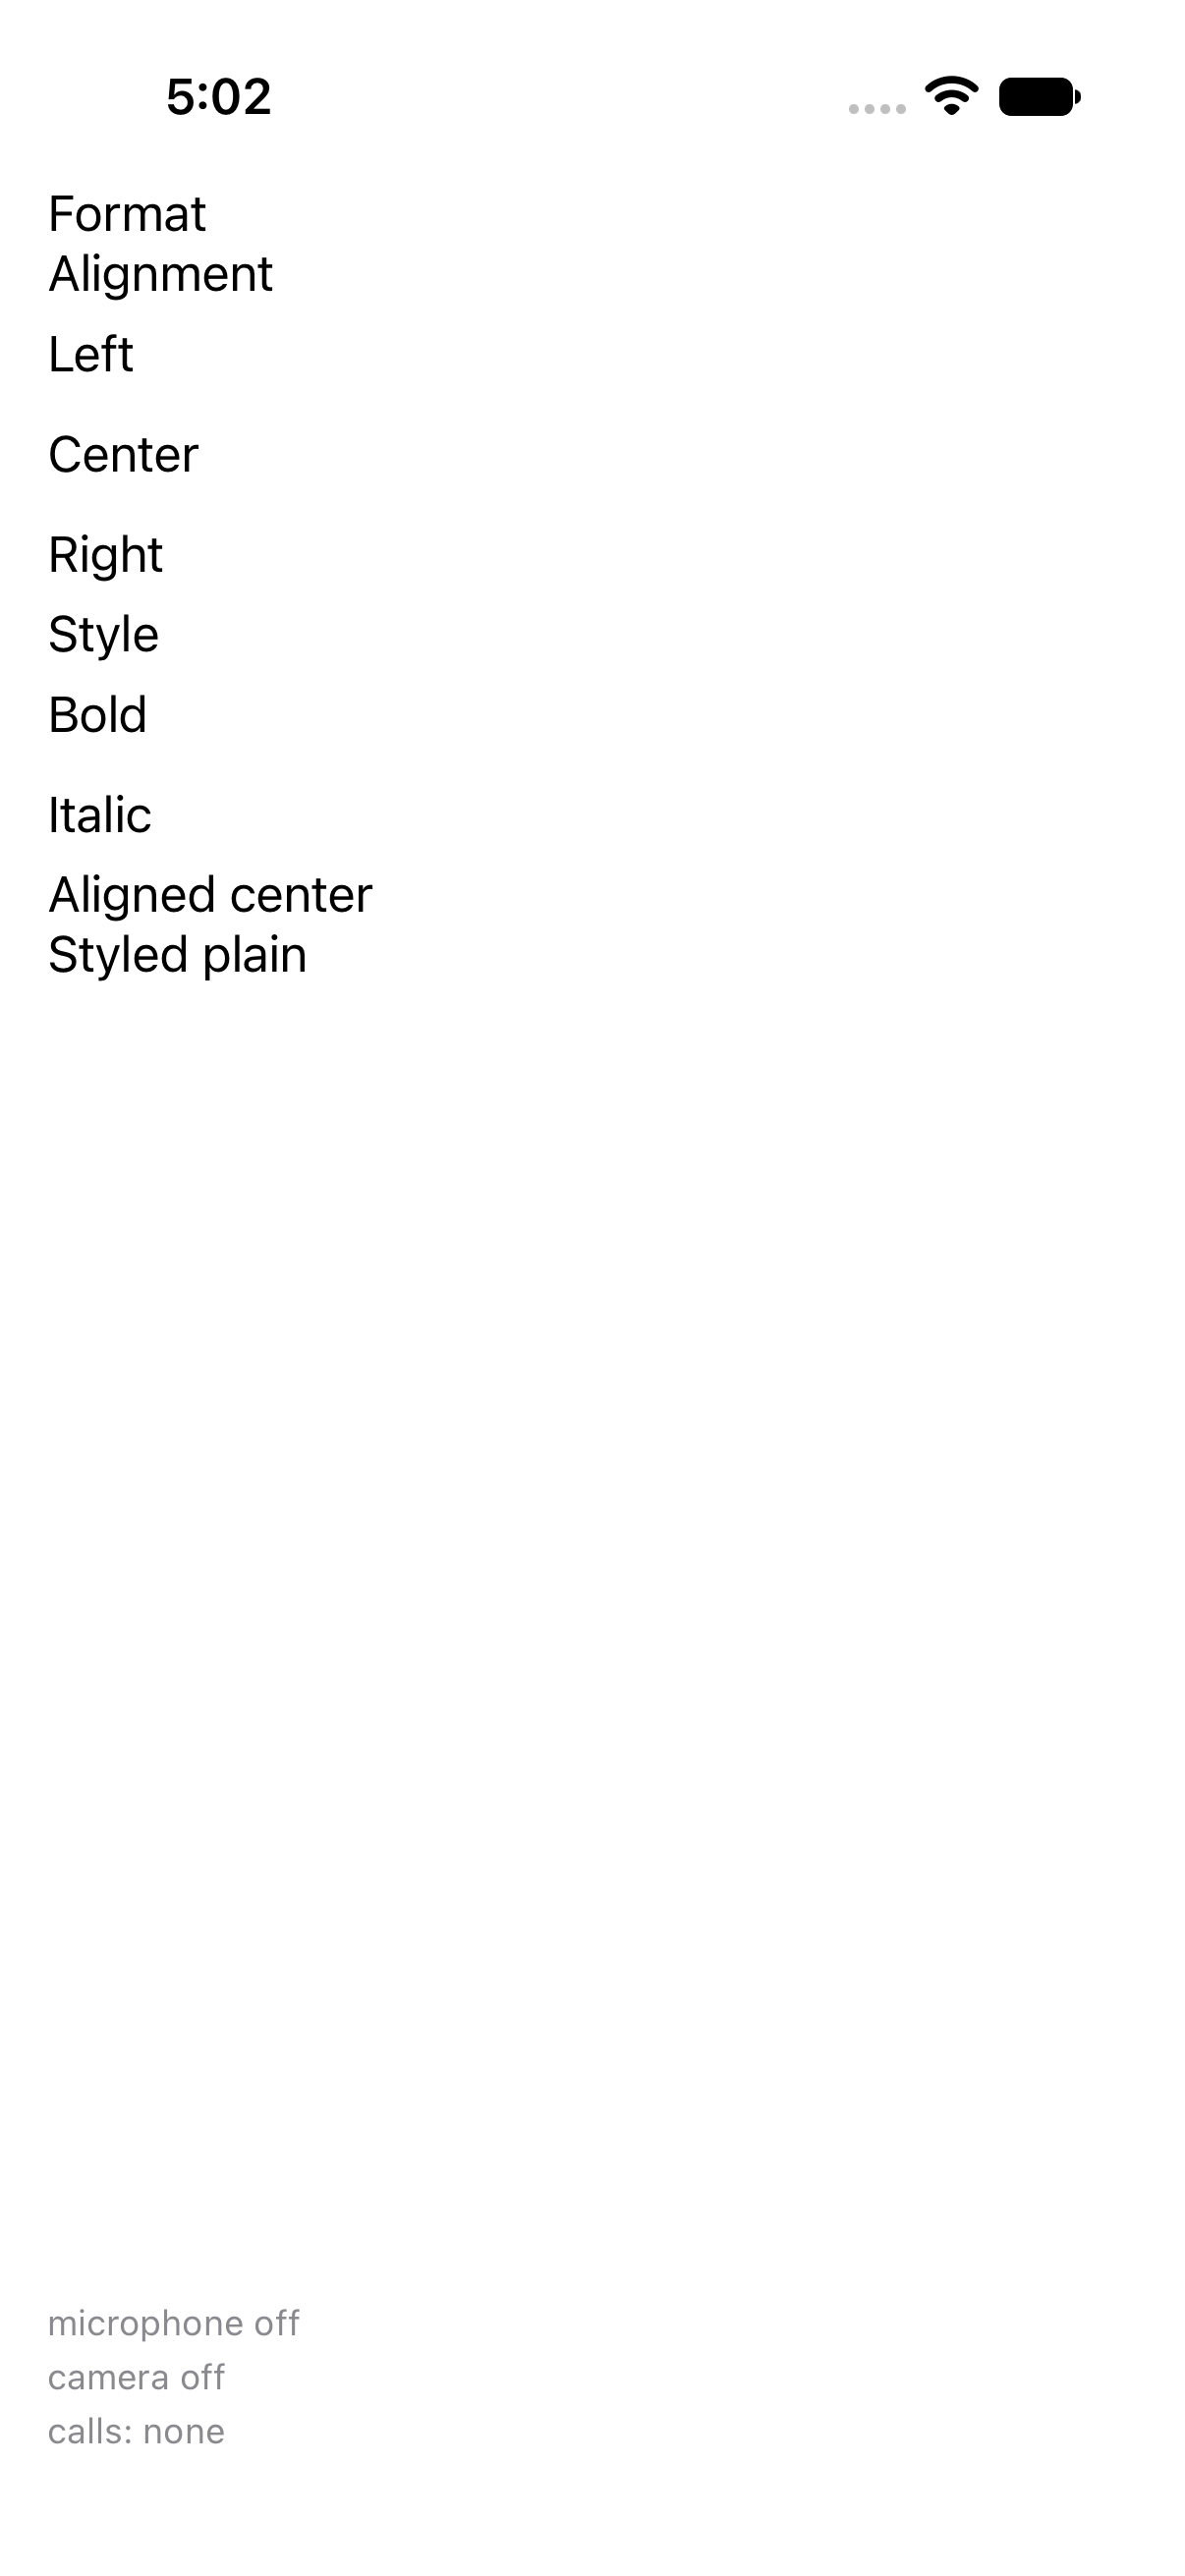 5:02
Format
Alignment
Left
Center
Right
Style
Bold
Italic
Aligned center
Styled plain
microphone off
camera off
calls: none